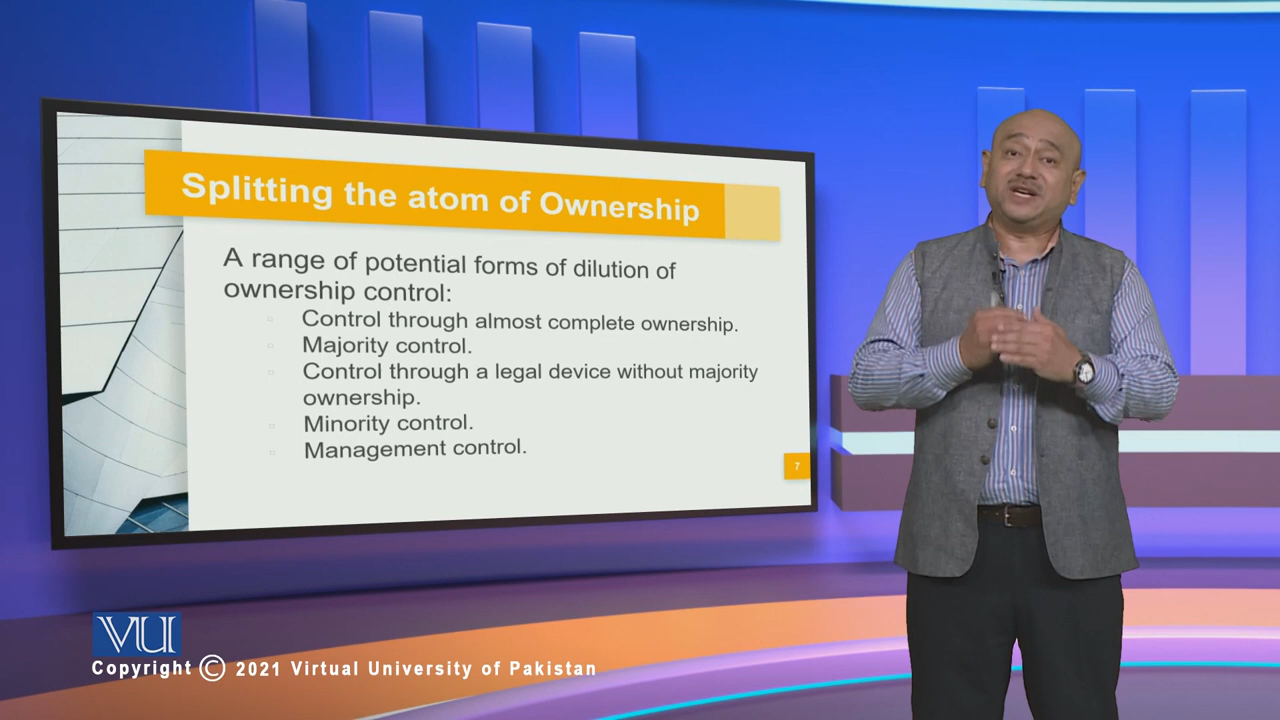 Splitting the atom of Ownership
A range of potential forms of dilution of
ownership control:
Control through almost complete ownership.
Majority control.
Control through a legal device without majority
ownership.
Minority control.
Management control.
7
VU
Copyright © 2021 Virtual University of Pakistan